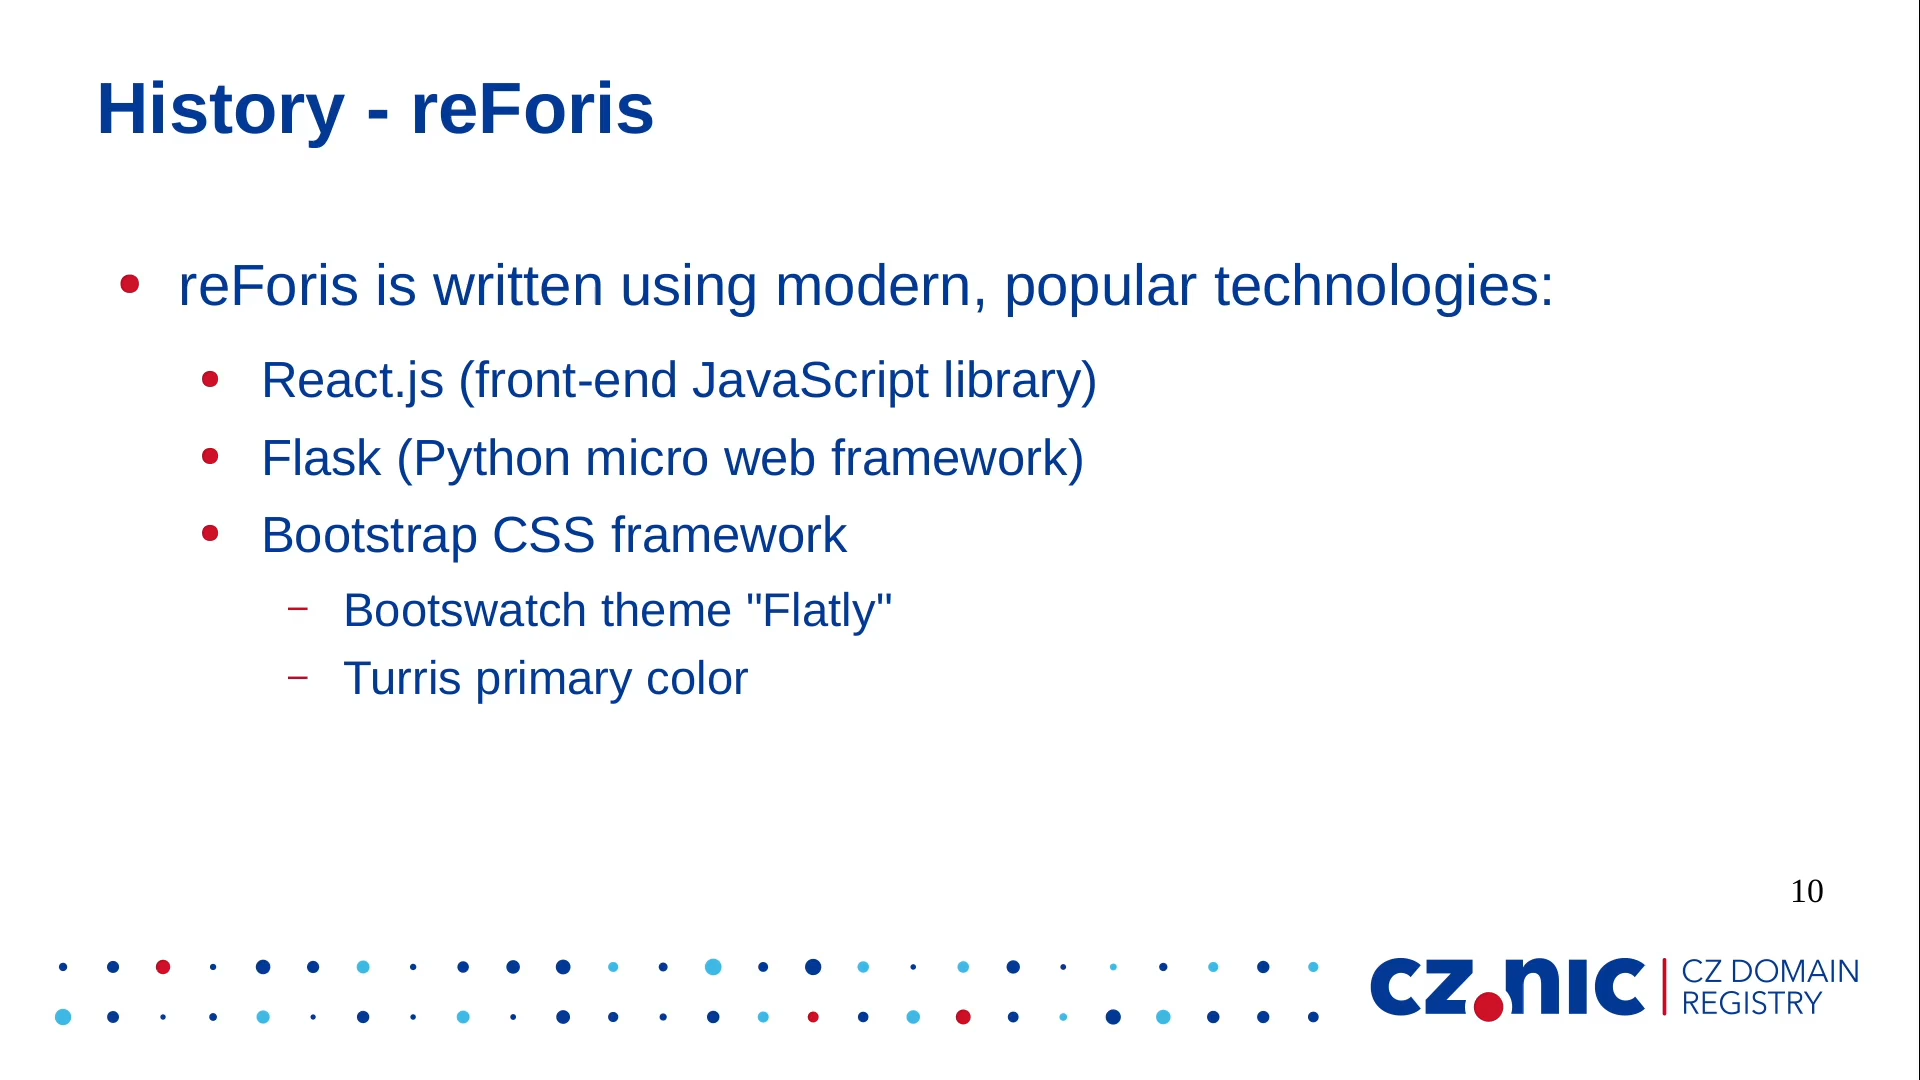 History - reForis
• reForis is written using modern, popular technologies:
• React.js (front-end JavaScript library)
• Flask (Python micro web framework)
• Bootstrap CSS framework
– Bootswatch theme "Flatly"
– Turris primary color
10
cz.nic | CZ DOMAIN
REGISTRY